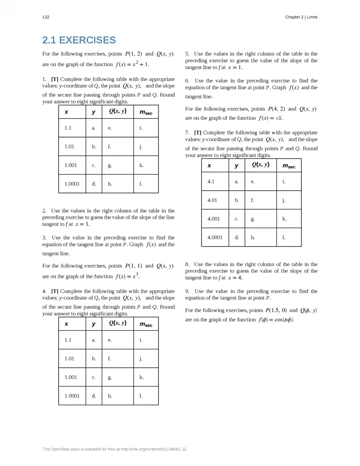 132
Chapter 2 | Limits
2.1 EXERCISES
For the following exercises, points P(1, 2) and Q(x, y)
are on the graph of the function f(x) = x² + 1.
1. [T] Complete the following table with the appropriate
values: y-coordinate of Q, the point Q(x, y), and the slope
of the secant line passing through points P and Q. Round
your answer to eight significant digits.
x y Q(x, y) m_sec
1.1 a. e. i.
1.01 b. f. j.
1.001 c. g. k.
1.0001 d. h. l.
2. Use the values in the right column of the table in the
preceding exercise to guess the value of the slope of the line
tangent to f at x = 1.
3. Use the value in the preceding exercise to find the
equation of the tangent line at point P. Graph f(x) and the
tangent line.
For the following exercises, points P(1, 1) and Q(x, y)
are on the graph of the function f(x) = x³.
4. [T] Complete the following table with the appropriate
values: y-coordinate of Q, the point Q(x, y), and the slope
of the secant line passing through points P and Q. Round
your answer to eight significant digits.
x y Q(x, y) m_sec
1.1 a. e. i.
1.01 b. f. j.
1.001 c. g. k.
1.0001 d. h. l.
5. Use the values in the right column of the table in the
preceding exercise to guess the value of the slope of the
tangent line to f at x = 1.
6. Use the value in the preceding exercise to find the
equation of the tangent line at point P. Graph f(x) and the
tangent line.
For the following exercises, points P(4, 2) and Q(x, y)
are on the graph of the function f(x) = √x.
7. [T] Complete the following table with the appropriate
values: y-coordinate of Q, the point Q(x, y), and the slope
of the secant line passing through points P and Q. Round
your answer to eight significant digits.
x y Q(x, y) m_sec
4.1 a. e. i.
4.01 b. f. j.
4.001 c. g. k.
4.0001 d. h. l.
8. Use the values in the right column of the table in the
preceding exercise to guess the value of the slope of the
tangent line to f at x = 4.
9. Use the value in the preceding exercise to find the
equation of the tangent line at point P.
For the following exercises, points P(1.5, 0) and Q(φ, y)
are on the graph of the function f(φ) = cos(πφ).
This OpenStax book is available for free at